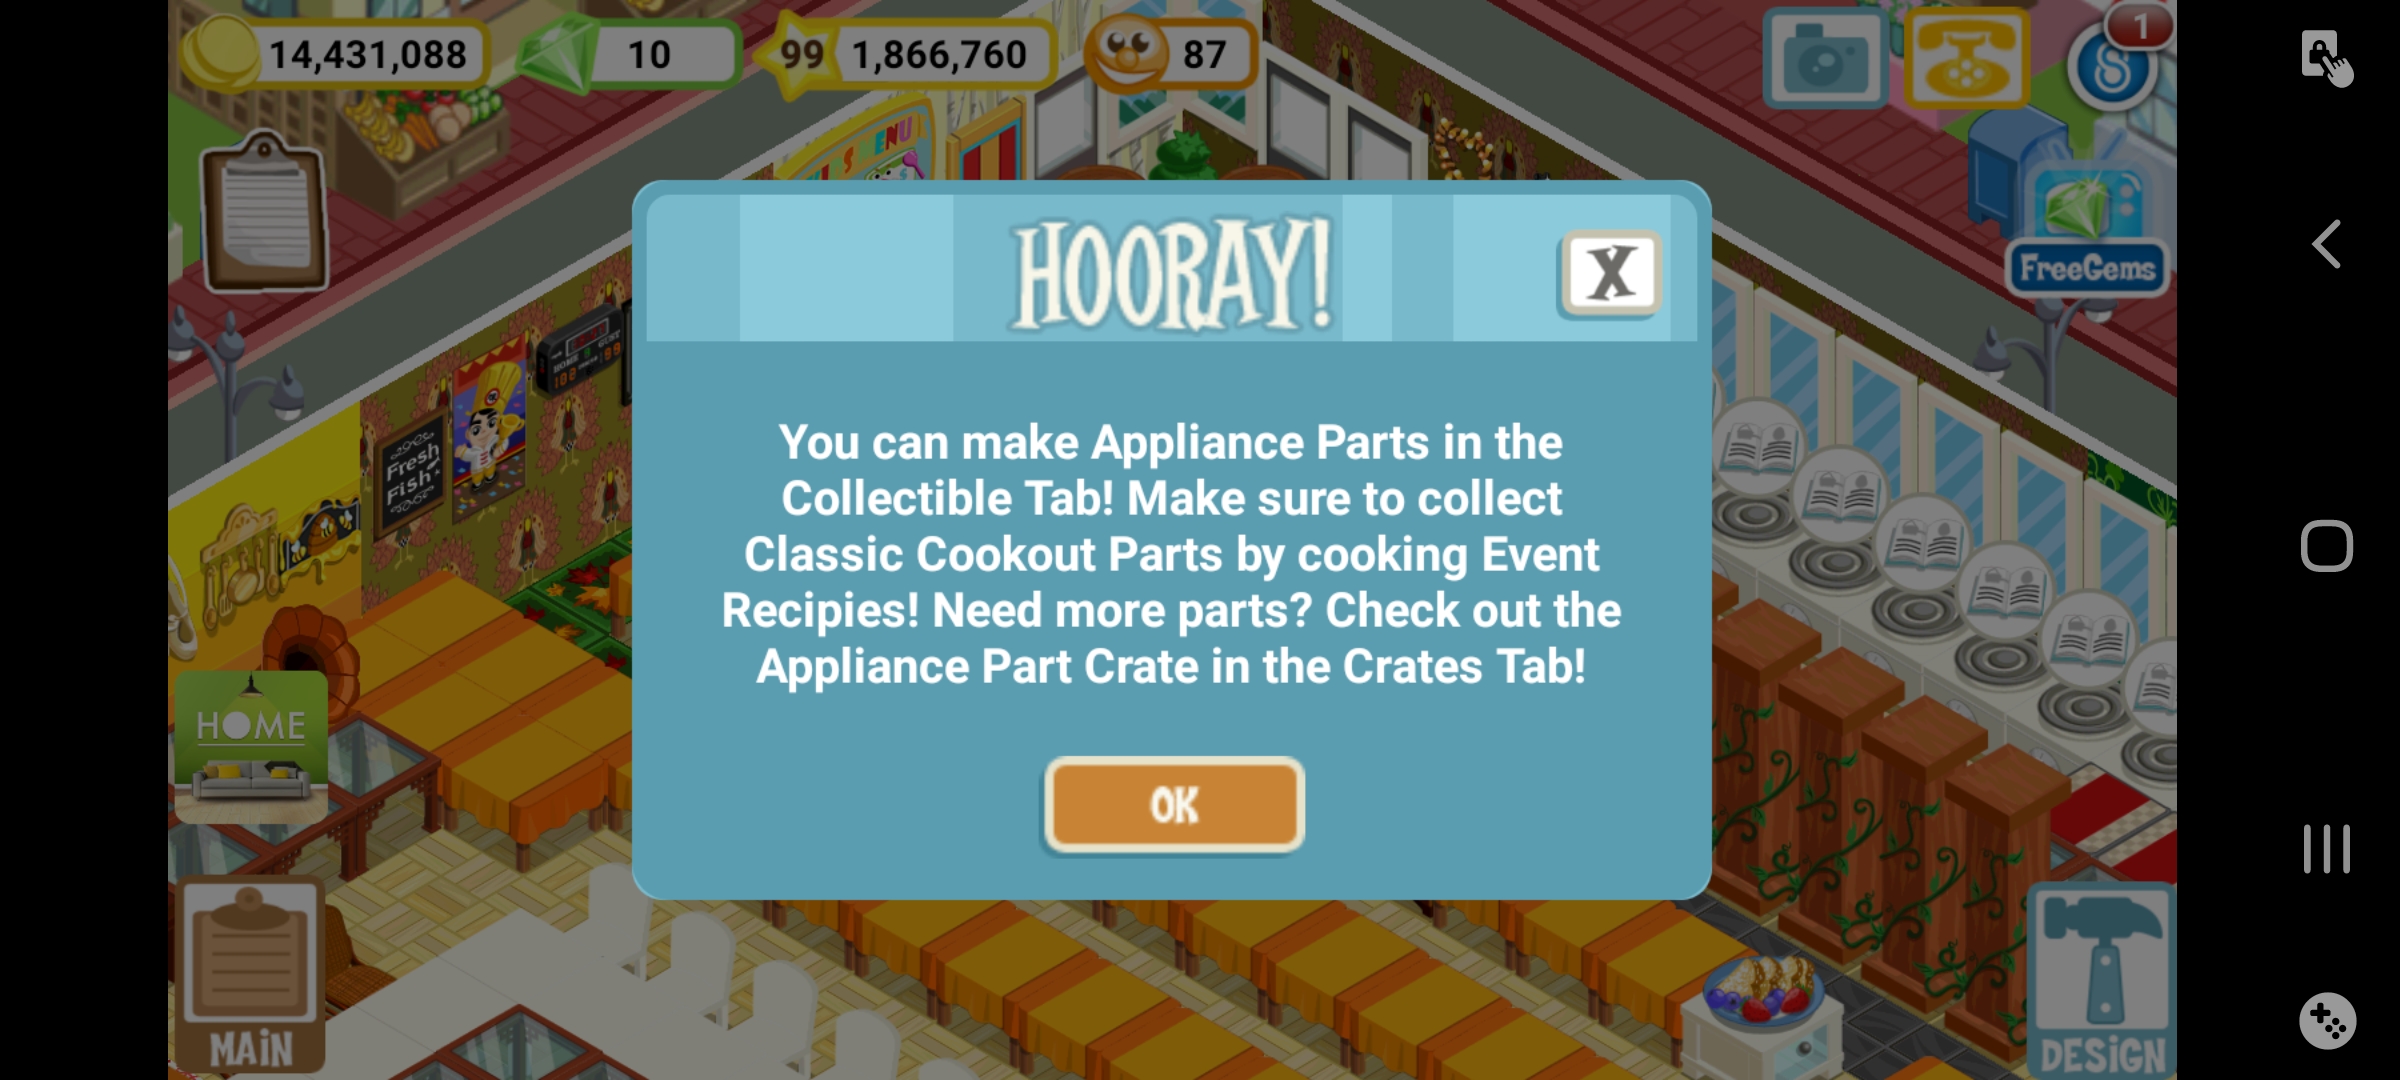 14,431,088
10
99
1,866,760
87
1
FreeGems
HOORAY!
X
You can make Appliance Parts in the
Collectible Tab! Make sure to collect
Classic Cookout Parts by cooking Event
Recipies! Need more parts? Check out the
Appliance Part Crate in the Crates Tab!
OK
Fresh
Fish
HOME
MAIN
DESIGN